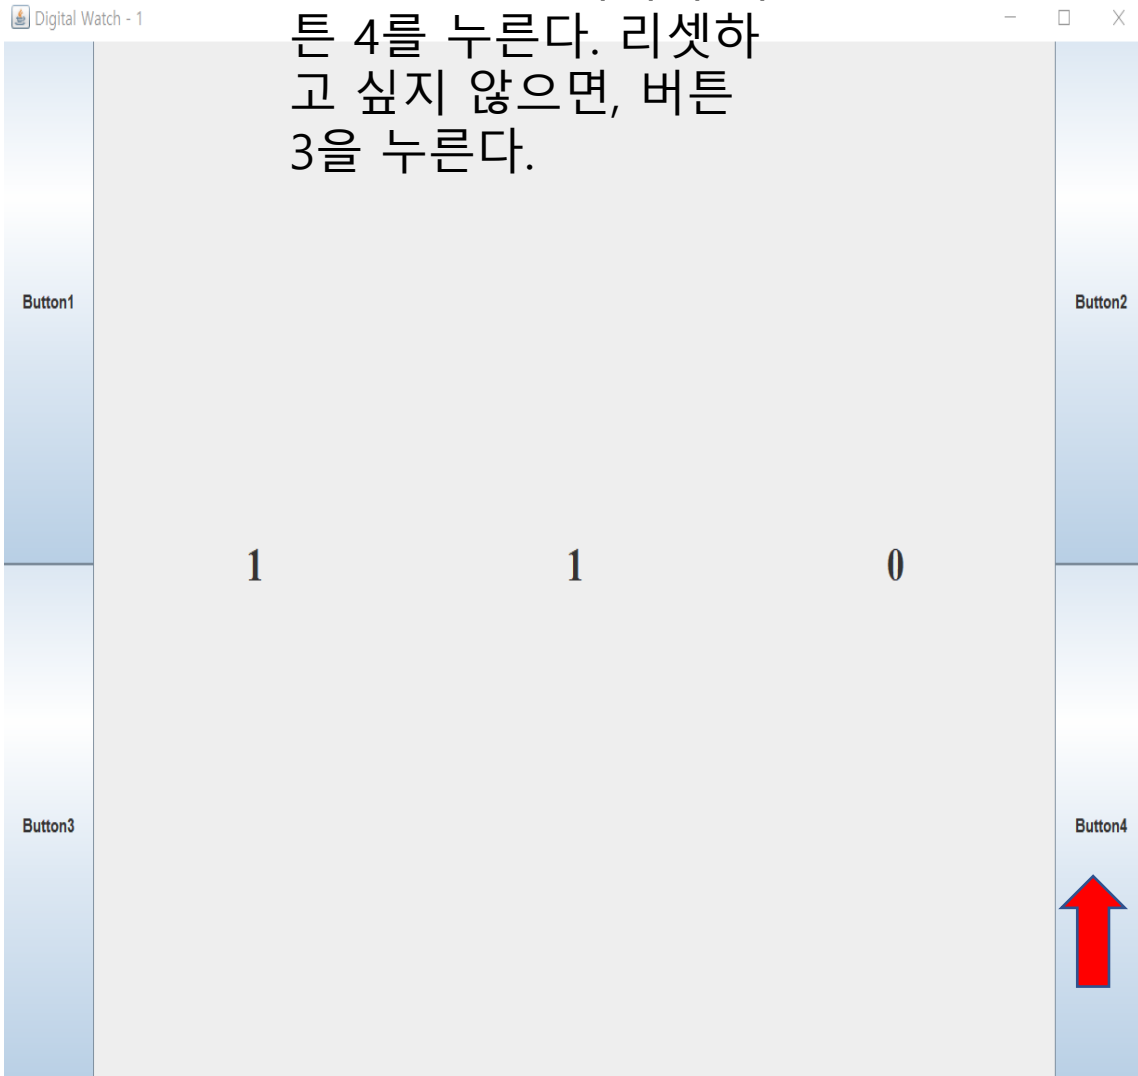 Digital Watch - 1
튼 4를 누른다. 리셋하
고 싶지 않으면, 버튼
3을 누른다.
Button1
Button2
1 1 0
Button3
Button4